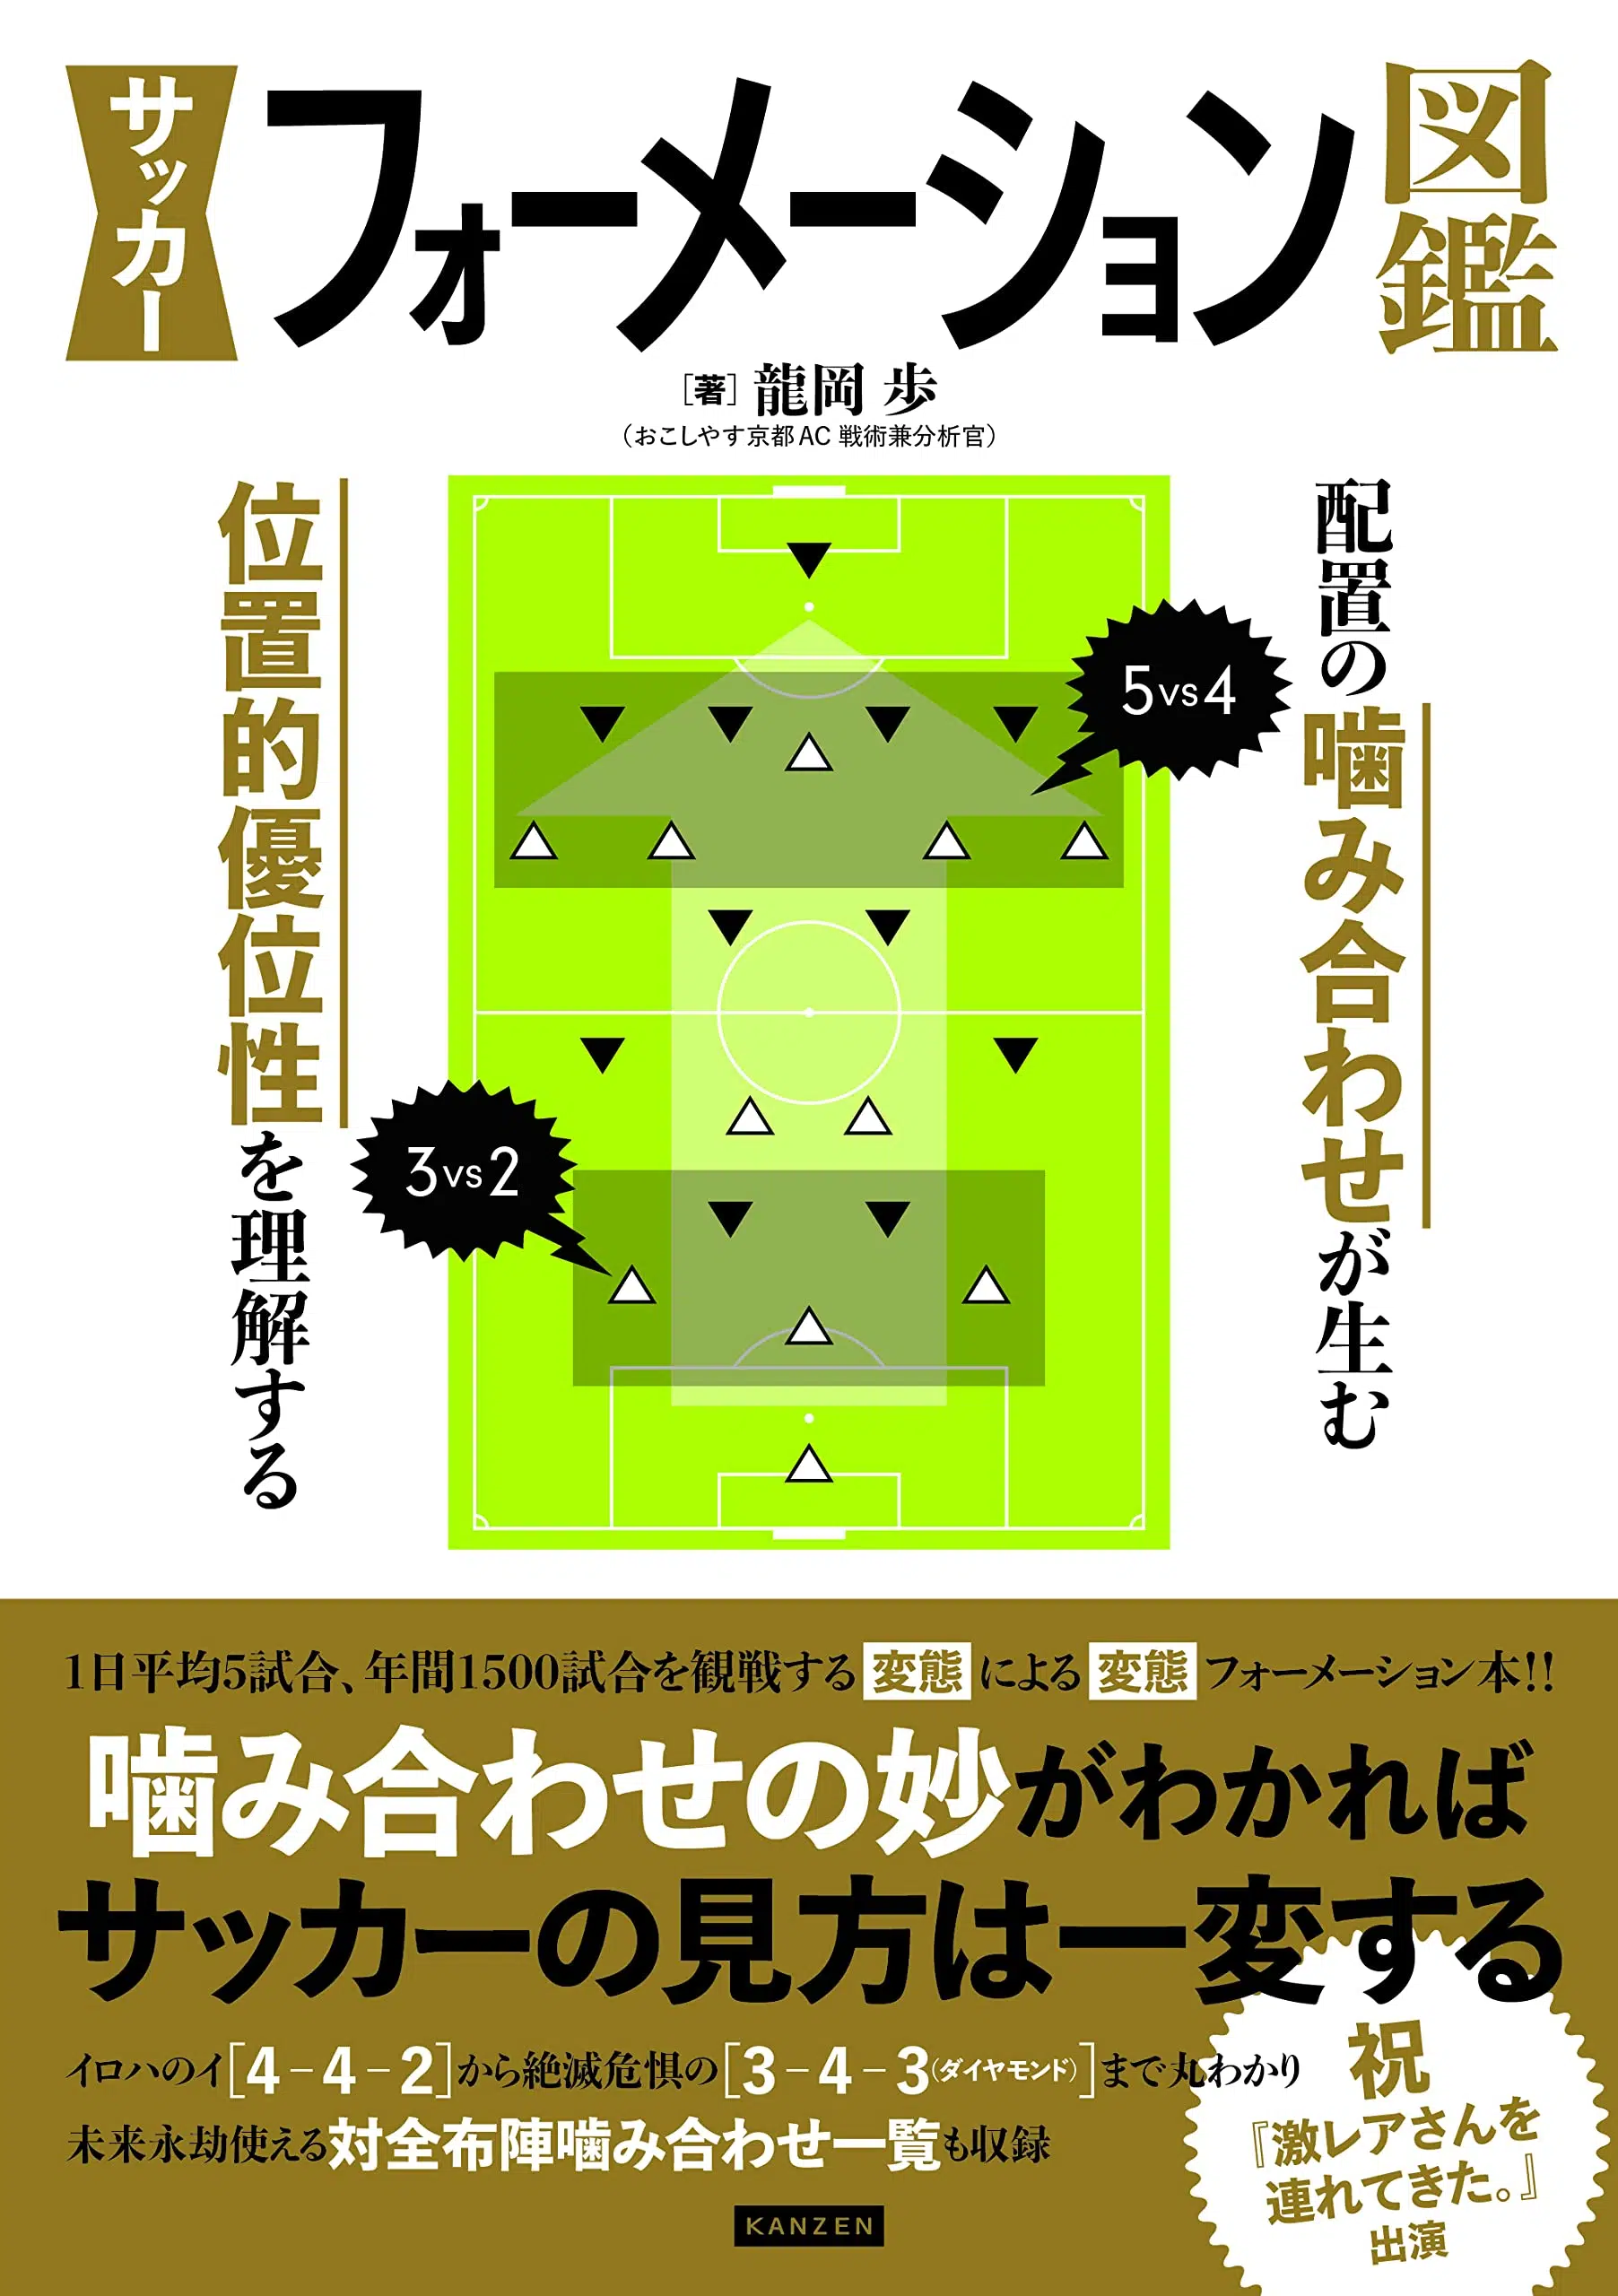 サッカー
フォーメーション
図鑑
［著］龍岡 歩
（おこしやす京都AC 戦術兼分析官）
配置の噛み合わせが生む
位置的優位性を理解する
5vs4
3vs2
1日平均5試合、年間1500試合を観戦する変態による変態フォーメーション本!!
噛み合わせの妙がわかれば
サッカーの見方は一変する
イロハのイ[4-4-2]から絶滅危惧の[3-4-3(ダイヤモンド)]まで丸わかり
未来永劫使える対全布陣噛み合わせ一覧も収録
祝
『激レアさんを
連れてきた。』
出演
KANZEN